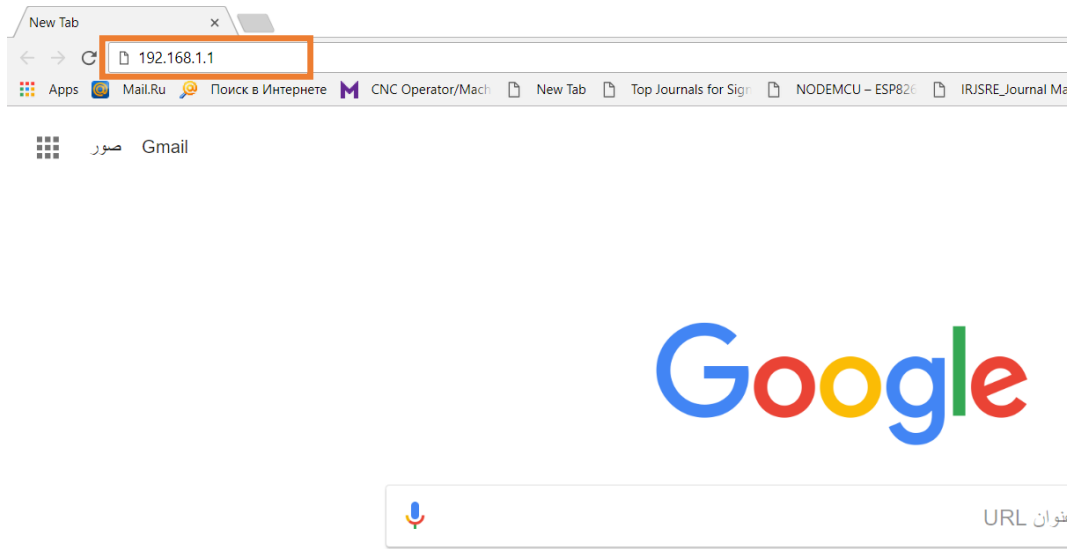 New Tab
192.168.1.1
Apps Mail.Ru Поиск в Интернете CNC Operator/Mach New Tab Top Journals for Sign NODEMCU – ESP826 IRJSRE_Journal Ma
صور Gmail
Google
عنوان URL